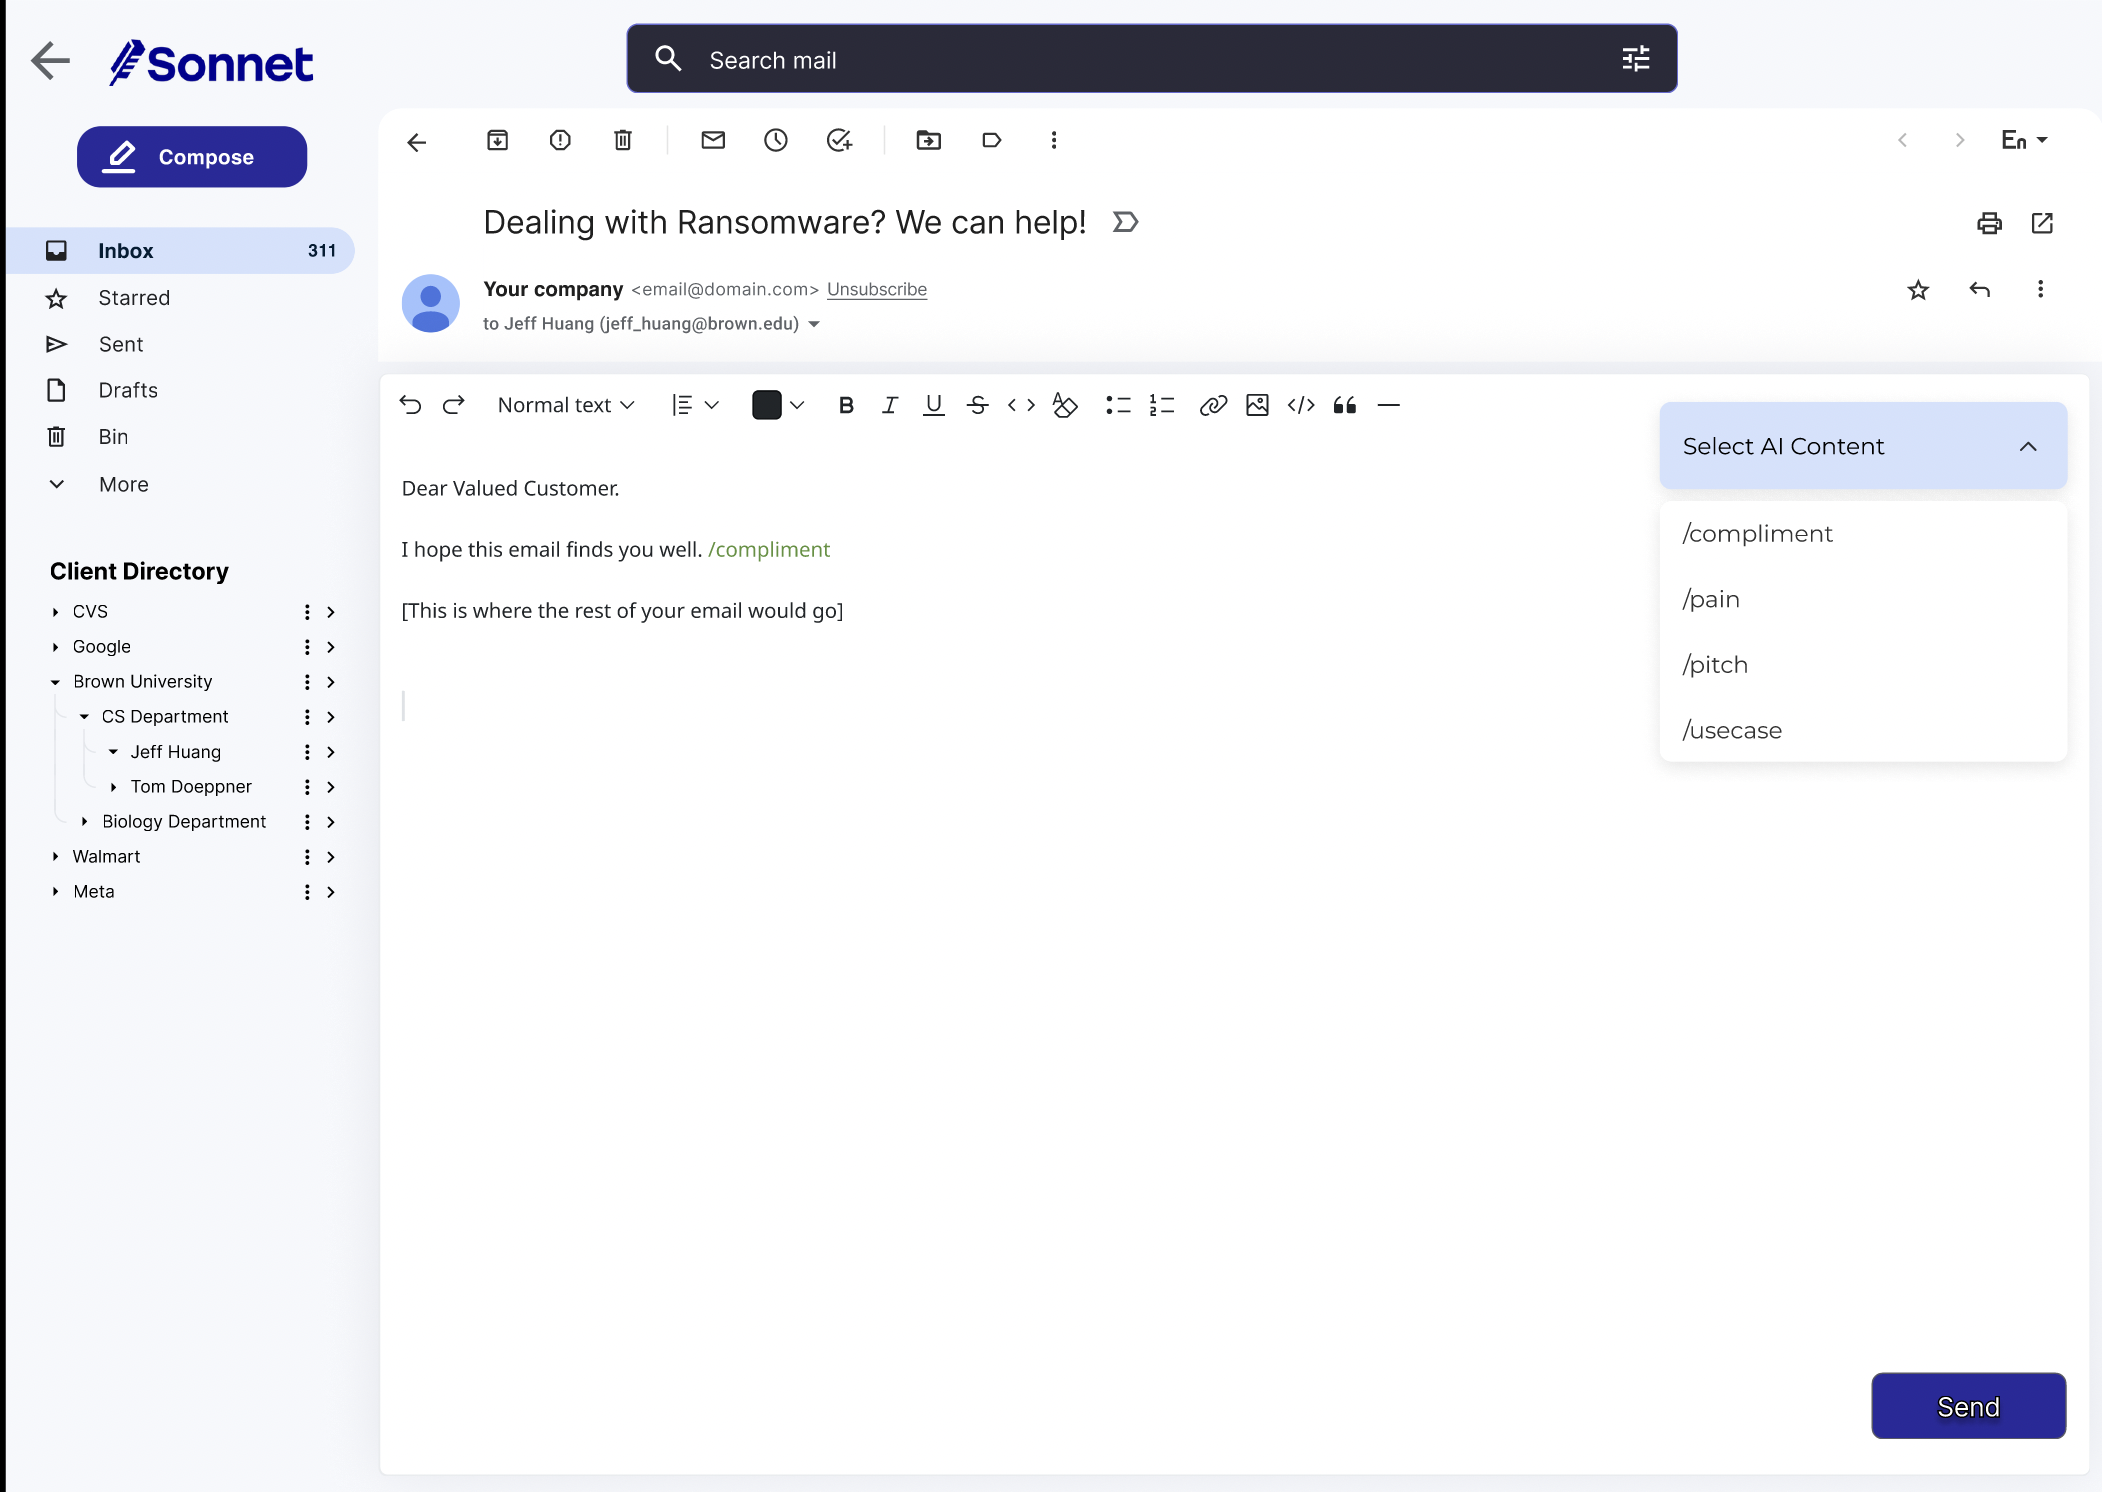 Sonnet
Search mail
Compose
Inbox 311
Starred
Sent
Drafts
Bin
More
Client Directory
CVS
Google
Brown University
CS Department
Jeff Huang
Tom Doeppner
Biology Department
Walmart
Meta
En
Dealing with Ransomware? We can help!
Your company <email@domain.com> Unsubscribe
to Jeff Huang (jeff_huang@brown.edu)
Normal text
Dear Valued Customer.
I hope this email finds you well. /compliment
[This is where the rest of your email would go]
Select AI Content
/compliment
/pain
/pitch
/usecase
Send